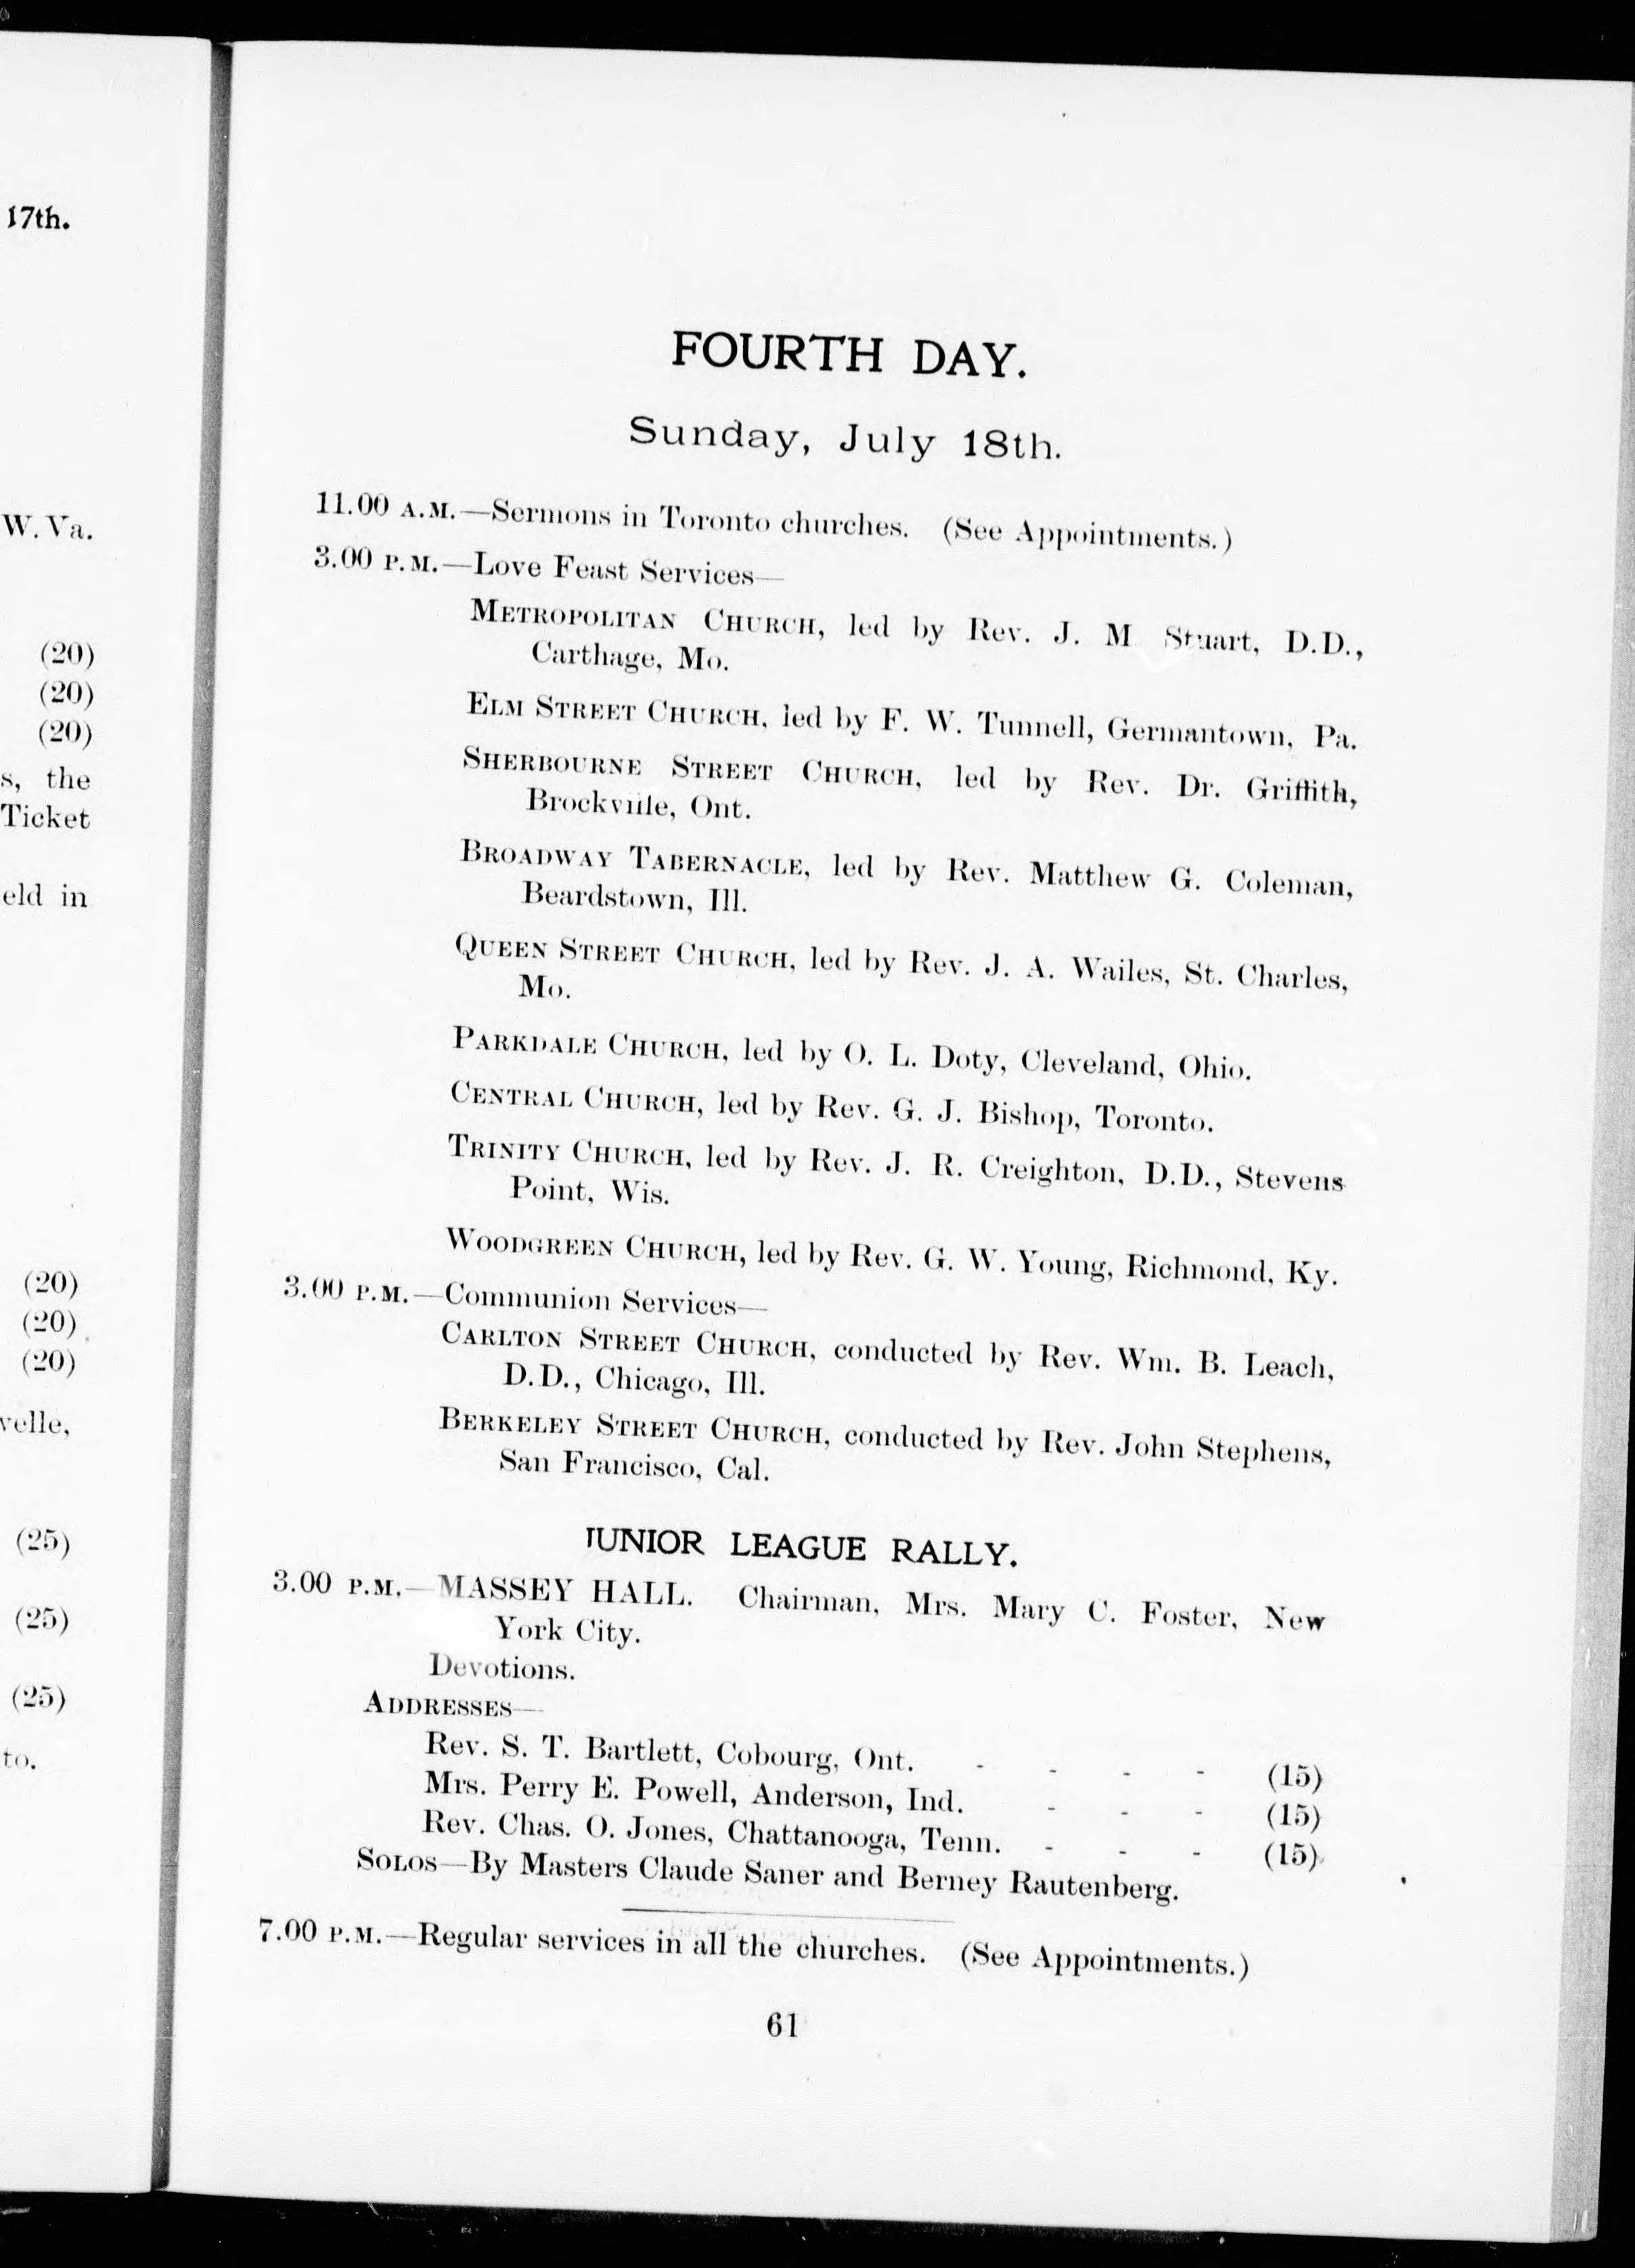 17th.
W. Va.
(20)
(20)
(20)
s, the
Ticket
eld in
(20)
(20)
(20)
velle,
(25)
(25)
(25)
to.
FOURTH DAY.
Sunday, July 18th.
11.00 A.M.—Sermons in Toronto churches. (See Appointments.)
3.00 P.M.—Love Feast Services—
METROPOLITAN CHURCH, led by Rev. J. M Stuart, D.D.,
Carthage, Mo.
ELM STREET CHURCH, led by F. W. Tunnell, Germantown, Pa.
SHERBOURNE STREET CHURCH, led by Rev. Dr. Griffith,
Brockville, Ont.
BROADWAY TABERNACLE, led by Rev. Matthew G. Coleman,
Beardstown, Ill.
QUEEN STREET CHURCH, led by Rev. J. A. Wailes, St. Charles,
Mo.
PARKDALE CHURCH, led by O. L. Doty, Cleveland, Ohio.
CENTRAL CHURCH, led by Rev. G. J. Bishop, Toronto.
TRINITY CHURCH, led by Rev. J. R. Creighton, D.D., Stevens
Point, Wis.
WOODGREEN CHURCH, led by Rev. G. W. Young, Richmond, Ky.
3.00 P.M.—Communion Services—
CARLTON STREET CHURCH, conducted by Rev. Wm. B. Leach,
D.D., Chicago, Ill.
BERKELEY STREET CHURCH, conducted by Rev. John Stephens,
San Francisco, Cal.
JUNIOR LEAGUE RALLY.
3.00 P.M.—MASSEY HALL. Chairman, Mrs. Mary C. Foster, New
York City.
Devotions.
ADDRESSES—
Rev. S. T. Bartlett, Cobourg, Ont. - - - - (15)
Mrs. Perry E. Powell, Anderson, Ind. - - - (15)
Rev. Chas. O. Jones, Chattanooga, Tenn. - - - (15)
SOLOS—By Masters Claude Saner and Berney Rautenberg.
7.00 P.M.—Regular services in all the churches. (See Appointments.)
61